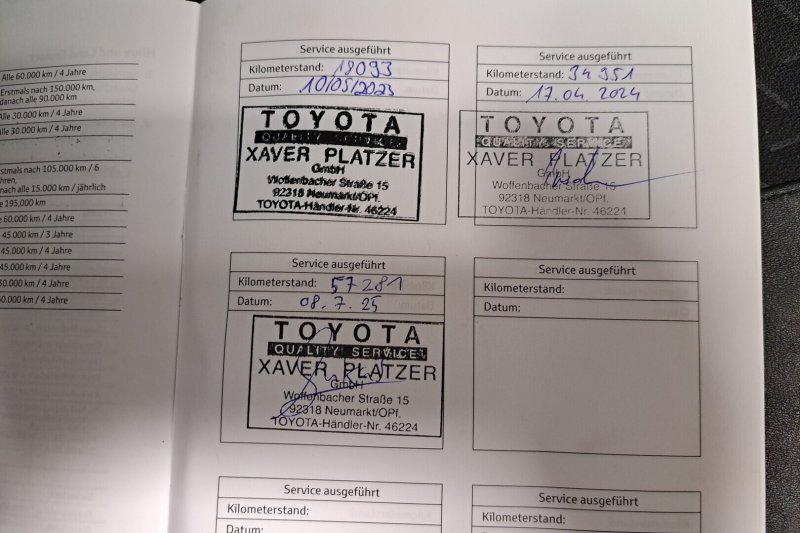 Alle 60.000 km / 4 Jahre
Erstmals nach 150.000 km,
danach alle 90.000 km
Alle 30.000 km / 4 Jahre
Alle 30.000 km / 4 Jahre
105.000 km / 6
alle 15.000 km / jährlich
195.000 km
60.000 km / 4 Jahre
45.000 km / 3 Jahre
45.000 km / 4 Jahre
45.000 km / 4 Jahre
30.000 km / 4 Jahre
60.000 km / 4 Jahre
Service ausgeführt
Kilometerstand: 19093
Datum: 10/05/2023
TOYOTA
QUALITY SERVICE
XAVER PLATZER
GmbH
Woffenbacher Straße 15
92318 Neumarkt/OPf.
TOYOTA-Händler-Nr. 46224
Service ausgeführt
Kilometerstand: 34 951
Datum: 17.04.2024
TOYOTA
QUALITY SERVICE
XAVER PLATZER
GmbH
Woffenbacher Straße 15
92318 Neumarkt/OPf.
TOYOTA-Händler-Nr. 46224
Service ausgeführt
Kilometerstand: 57 281
Datum: 08.7.25
TOYOTA
QUALITY SERVICE
XAVER PLATZER
GmbH
Woffenbacher Straße 15
92318 Neumarkt/OPf.
TOYOTA-Händler-Nr. 46224
Service ausgeführt
Kilometerstand:
Datum:
Service ausgeführt
Kilometerstand:
Datum:
Service ausgeführt
Kilometerstand: